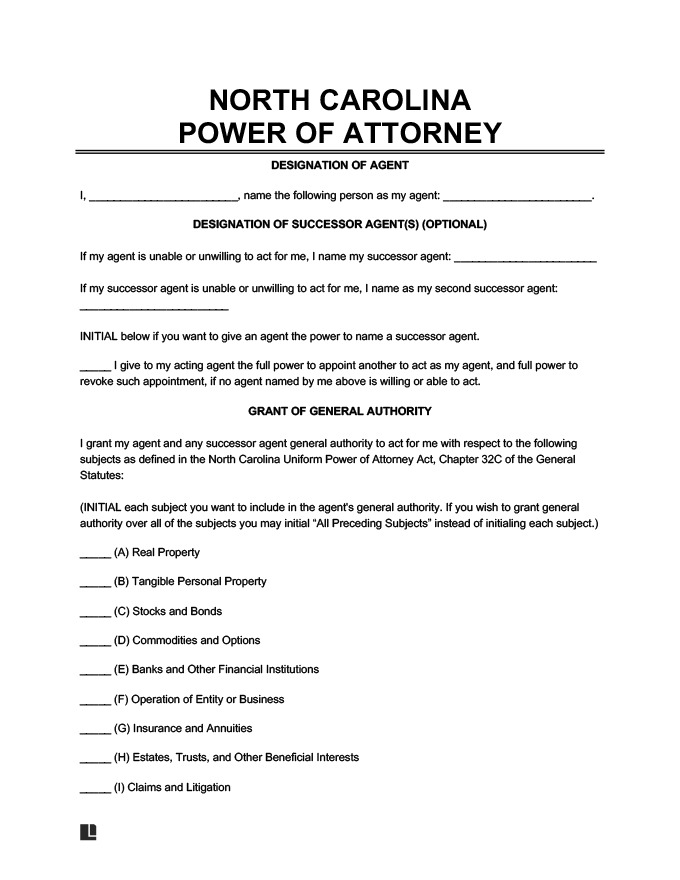 NORTH CAROLINA
POWER OF ATTORNEY
DESIGNATION OF AGENT
I, ________________________, name the following person as my agent: ________________________.
DESIGNATION OF SUCCESSOR AGENT(S) (OPTIONAL)
If my agent is unable or unwilling to act for me, I name my successor agent: _______________________
If my successor agent is unable or unwilling to act for me, I name as my second successor agent:
________________________
INITIAL below if you want to give an agent the power to name a successor agent.
_____ I give to my acting agent the full power to appoint another to act as my agent, and full power to
revoke such appointment, if no agent named by me above is willing or able to act.
GRANT OF GENERAL AUTHORITY
I grant my agent and any successor agent general authority to act for me with respect to the following
subjects as defined in the North Carolina Uniform Power of Attorney Act, Chapter 32C of the General
Statutes:
(INITIAL each subject you want to include in the agent's general authority. If you wish to grant general
authority over all of the subjects you may initial “All Preceding Subjects” instead of initialing each subject.)
_____ (A) Real Property
_____ (B) Tangible Personal Property
_____ (C) Stocks and Bonds
_____ (D) Commodities and Options
_____ (E) Banks and Other Financial Institutions
_____ (F) Operation of Entity or Business
_____ (G) Insurance and Annuities
_____ (H) Estates, Trusts, and Other Beneficial Interests
_____ (I) Claims and Litigation